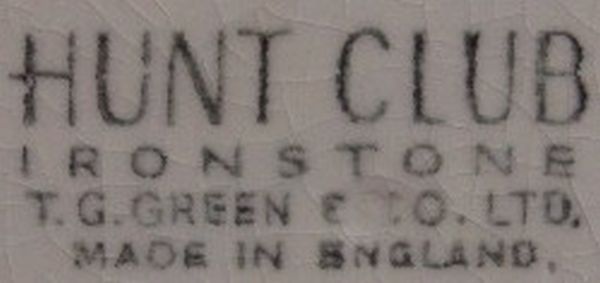 HUNT CLUB
IRONSTONE
T.G.GREEN & CO. LTD.
MADE IN ENGLAND.